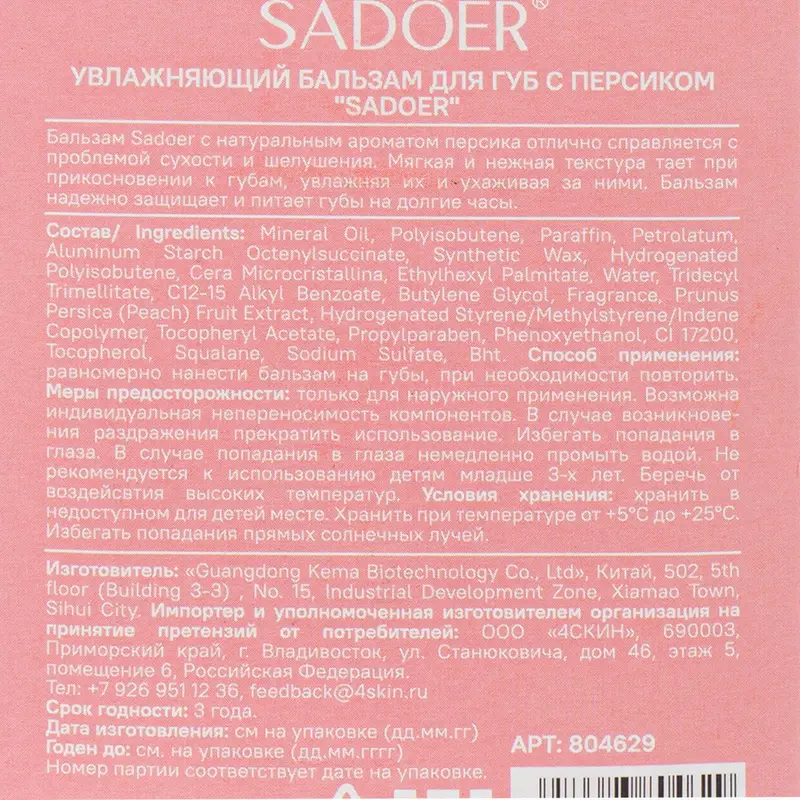 SADOER®
УВЛАЖНЯЮЩИЙ БАЛЬЗАМ ДЛЯ ГУБ С ПЕРСИКОМ
"SADOER"
Бальзам Sadoer с натуральным ароматом персика отлично справляется с
проблемой сухости и шелушения. Мягкая и нежная текстура тает при
прикосновении к губам, увлажняя их и ухаживая за ними. Бальзам
надежно защищает и питает губы на долгие часы.
Состав/ Ingredients: Mineral Oil, Polyisobutene, Paraffin, Petrolatum,
Aluminum Starch Octenylsuccinate, Synthetic Wax, Hydrogenated
Polyisobutene, Cera Microcristallina, Ethylhexyl Palmitate, Water, Tridecyl
Trimellitate, C12-15 Alkyl Benzoate, Butylene Glycol, Fragrance, Prunus
Persica (Peach) Fruit Extract, Hydrogenated Styrene/Methylstyrene/Indene
Copolymer, Tocopheryl Acetate, Propylparaben, Phenoxyethanol, CI 17200,
Tocopherol, Squalane, Sodium Sulfate, Bht. Способ применения:
равномерно нанести бальзам на губы, при необходимости повторить.
Меры предосторожности: только для наружного применения. Возможна
индивидуальная непереносимость компонентов. В случае возникнове-
ния раздражения прекратить использование. Избегать попадания в
глаза. В случае попадания в глаза немедленно промыть водой. Не
рекомендуется к использованию детям младше 3-х лет. Беречь от
воздейсвтия высоких температур. Условия хранения: хранить в
недоступном для детей месте. Хранить при температуре от +5°С до +25°С.
Избегать попадания прямых солнечных лучей.
Изготовитель: «Guangdong Kema Biotechnology Co., Ltd», Китай, 502, 5th
floor (Building 3-3) , No. 15, Industrial Development Zone, Xiamao Town,
Sihui City. Импортер и уполномоченная изготовителем организация на
принятие претензий от потребителей: ООО «4СКИН», 690003,
Приморский край, г. Владивосток, ул. Станюковича, дом 46, этаж 5,
помещение 6, Российская Федерация.
Тел: +7 926 951 12 36, feedback@4skin.ru
Срок годности: 3 года.
Дата изготовления: см на упаковке (дд.мм.гг)
Годен до: см. на упаковке (дд.мм.гггг)
Номер партии соответствует дате на упаковке.
АРТ: 804629